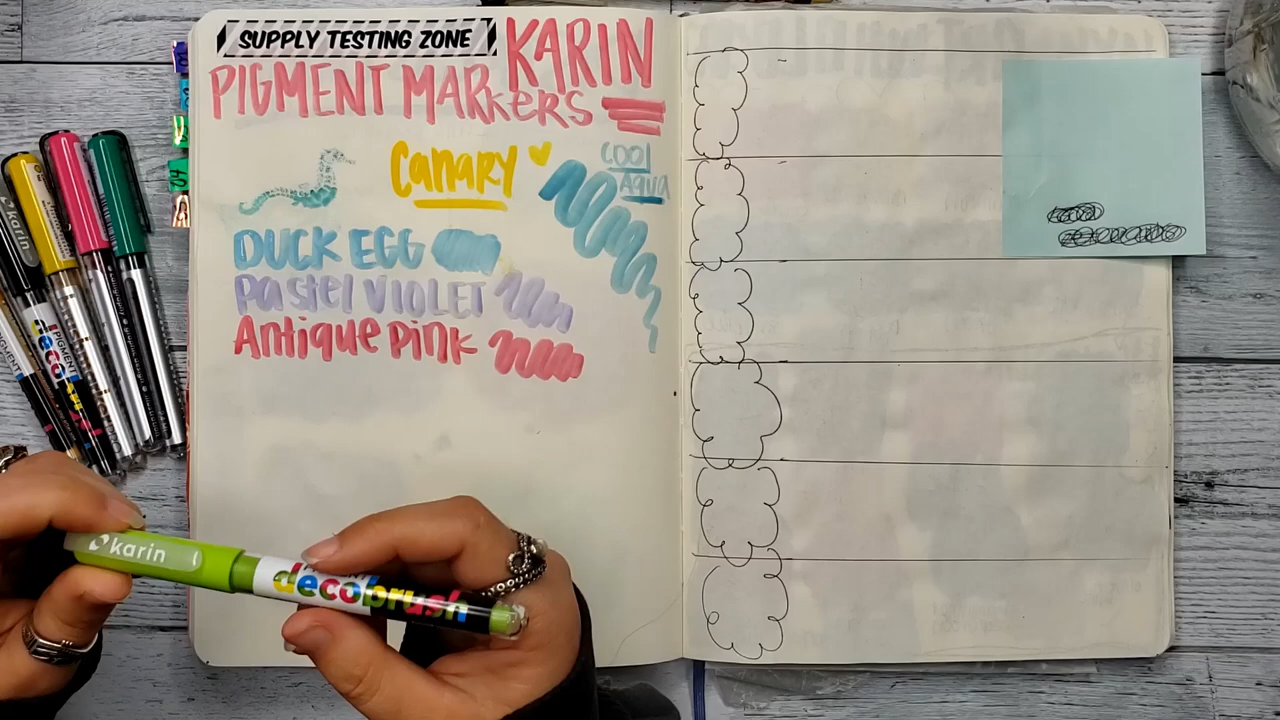 SUPPLY TESTING ZONE
KARIN
PIGMENT MARKERS
CANARY
COOL
AQUA
DUCK EGG
Pastel VIOLET
Antique Pink
karin
decobrush
karin
PIGMENT
deco